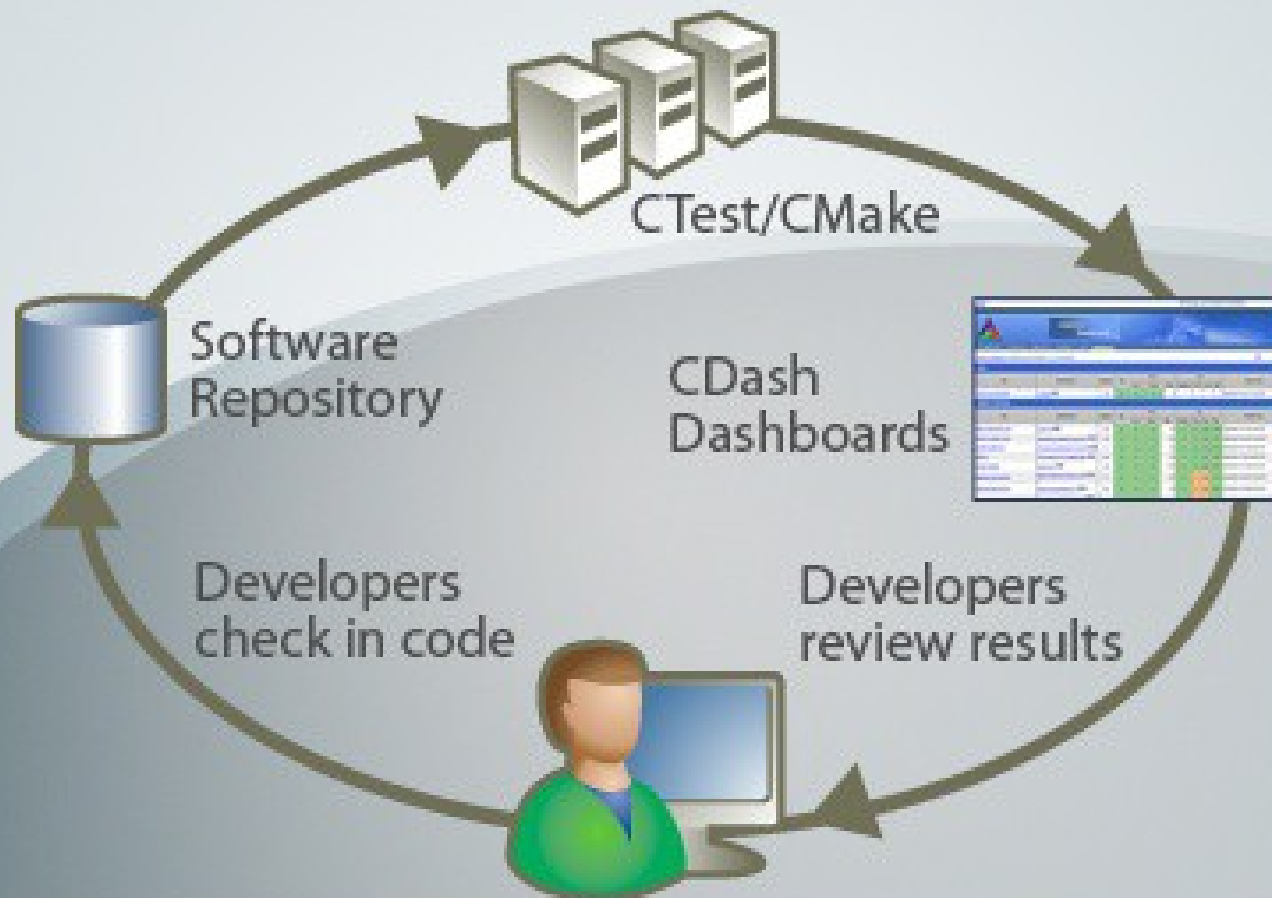 CTest/CMake
Software
Repository
CDash
Dashboards
Developers
check in code
Developers
review results